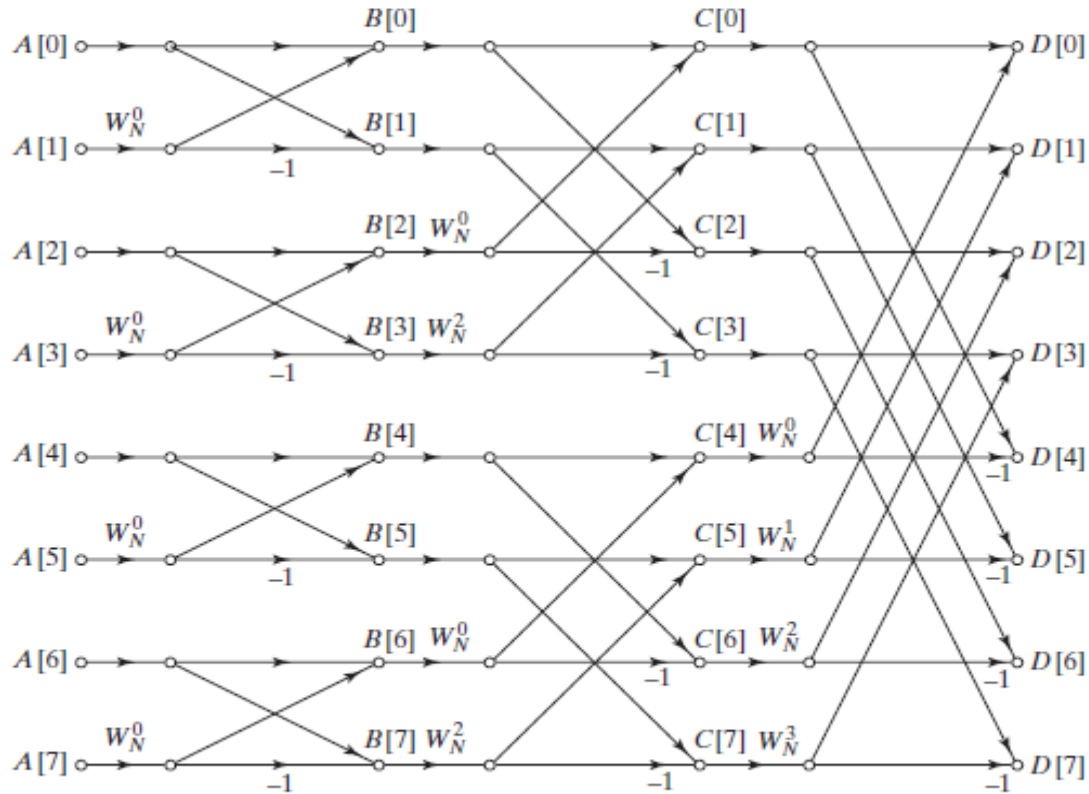 A[0] B[0] C[0] D[0]
W_N^0 B[1] C[1]
A[1] -1 D[1]
B[2] W_N^0 C[2]
A[2] -1 D[2]
W_N^0 B[3] W_N^2 C[3]
A[3] -1 -1 D[3]
B[4] C[4] W_N^0
A[4] -1 D[4]
W_N^0 B[5] C[5] W_N^1
A[5] -1 -1 D[5]
B[6] W_N^0 C[6] W_N^2
A[6] -1 -1 D[6]
W_N^0 B[7] W_N^2 C[7] W_N^3
A[7] -1 -1 -1 D[7]